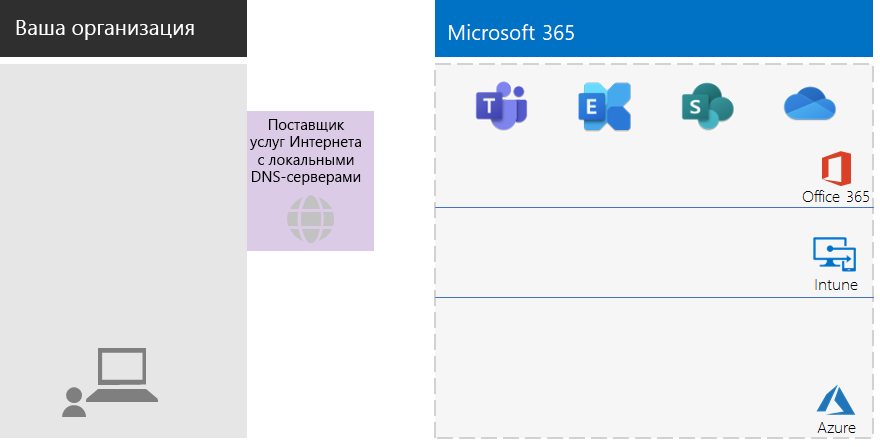 Ваша организация
Microsoft 365
Поставщик
услуг Интернета
с локальными
DNS-серверами
T
E
S
Office 365
Intune
Azure